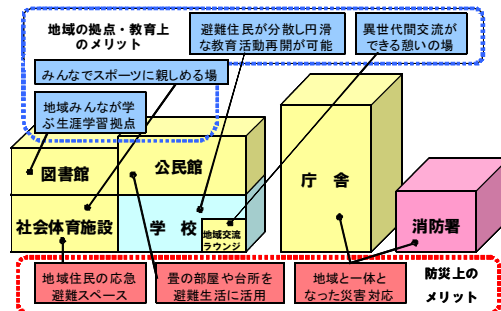 地域の拠点・教育上
のメリット
避難住民が分散し円滑
な教育活動再開が可能
異世代間交流が
できる憩いの場
みんなでスポーツに親しめる場
地域みんなが学
ぶ生涯学習拠点
図書館
公民館
庁舎
社会体育施設
学校
地域交流
ラウンジ
消防署
地域住民の応急
避難スペース
畳の部屋や台所を
避難生活に活用
地域と一体と
なった災害対応
防災上の
メリット